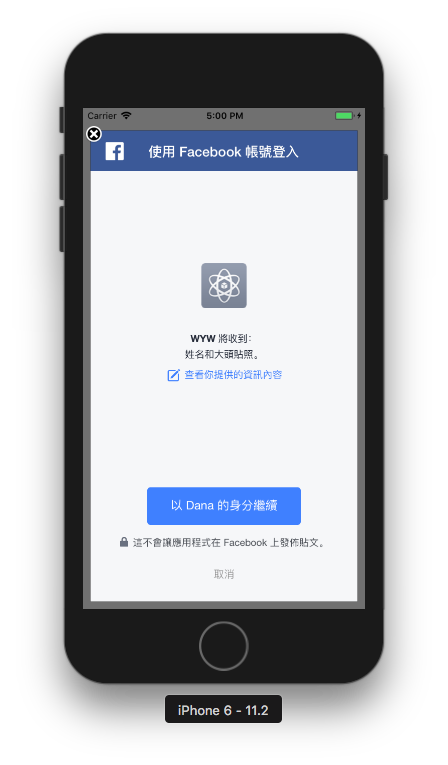 Carrier 5:00 PM
使用 Facebook 帳號登入
WYW 將收到：
姓名和大頭貼照。
查看你提供的資訊內容
以 Dana 的身分繼續
這不會讓應用程式在 Facebook 上發佈貼文。
取消
iPhone 6 - 11.2